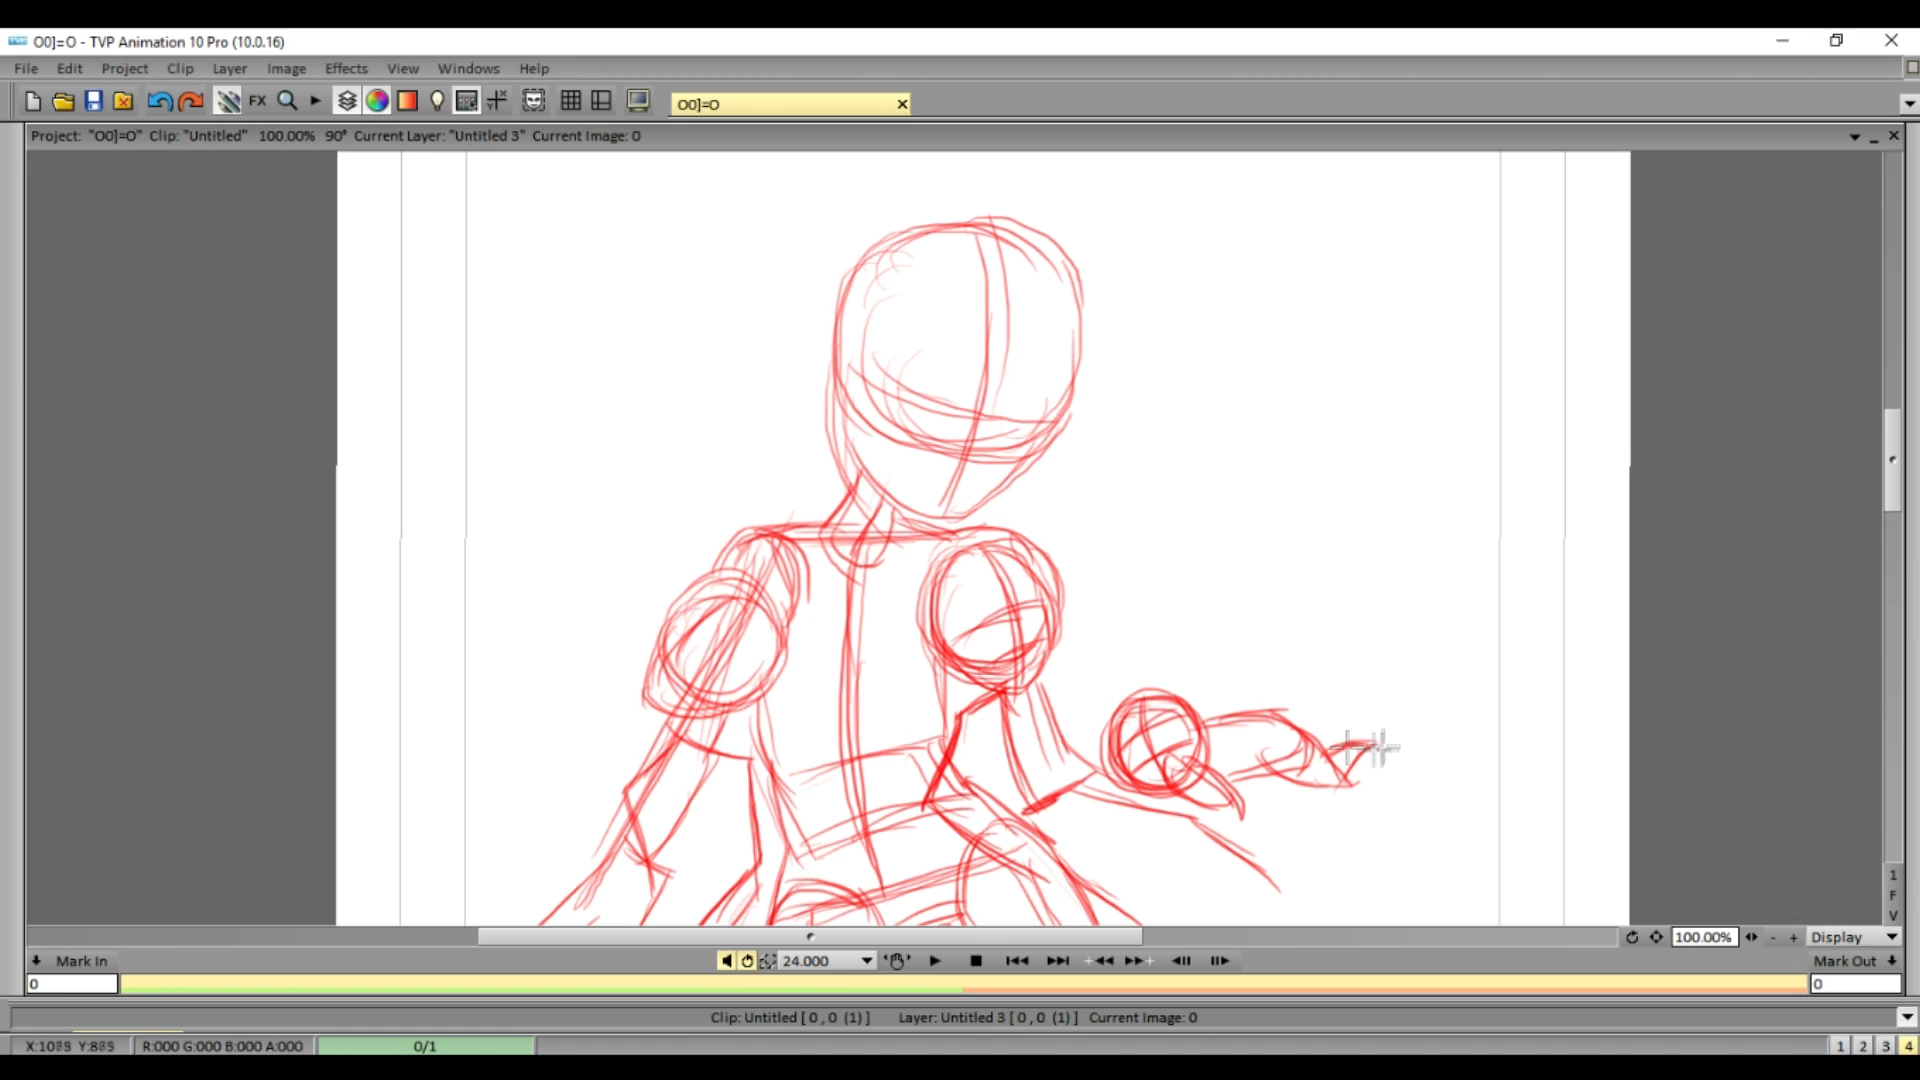 O0]=O - TVP Animation 10 Pro (10.0.16)
File Edit Project Clip Layer Image Effects View Windows Help
FX
O0]=O
Project: "O0]=O" Clip: "Untitled" 100.00% 90° Current Layer: "Untitled 3" Current Image: 0
1
F
V
100.00% - + Display
Mark In 24.000 Mark Out
0 0
Clip: Untitled [ 0 , 0 (1) ] Layer: Untitled 3 [ 0 , 0 (1) ] Current Image: 0
R:000 G:000 B:000 A:000 0/1 1 2 3 4